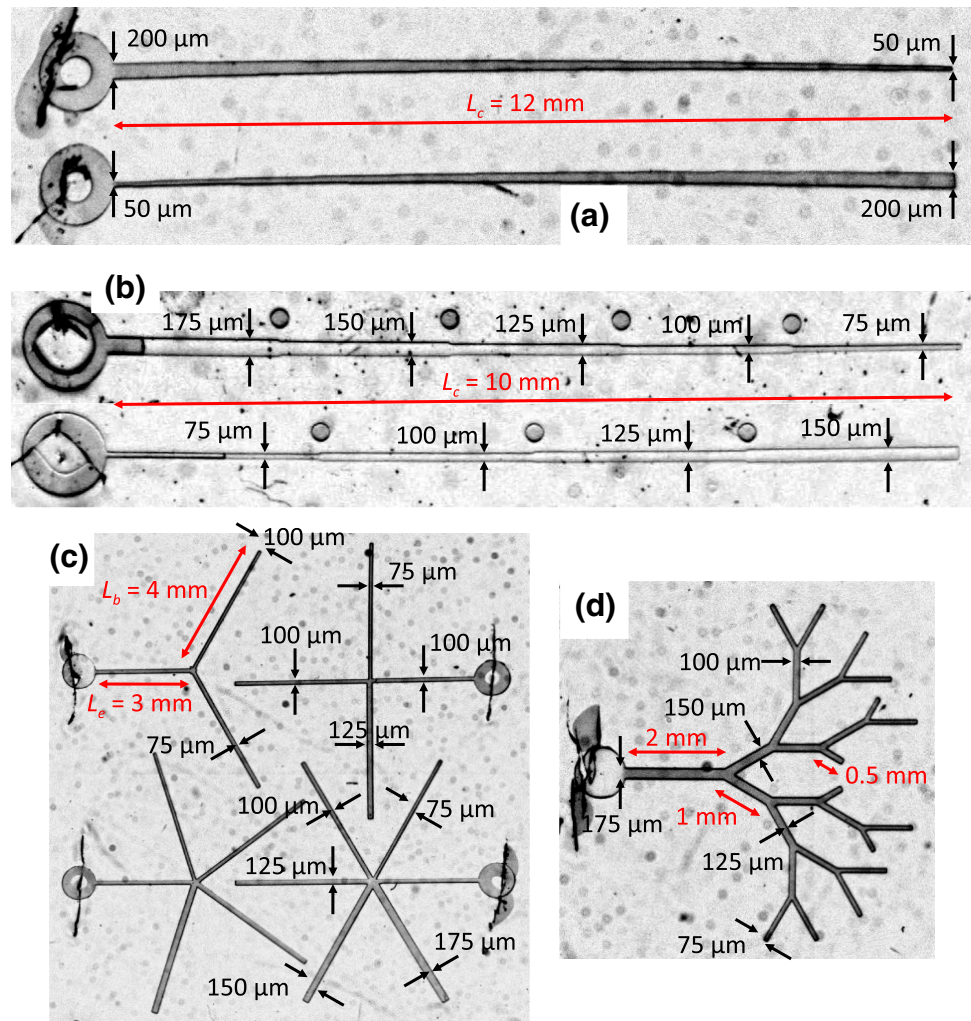 200 µm
50 µm
L_c = 12 mm
50 µm
200 µm
(a)
(b)
175 µm
150 µm
125 µm
100 µm
75 µm
L_c = 10 mm
75 µm
100 µm
125 µm
150 µm
(c)
100 µm
L_b = 4 mm
75 µm
100 µm
100 µm
L_e = 3 mm
75 µm
125 µm
100 µm
75 µm
125 µm
150 µm
175 µm
(d)
100 µm
150 µm
2 mm
0.5 mm
175 µm
1 mm
125 µm
75 µm